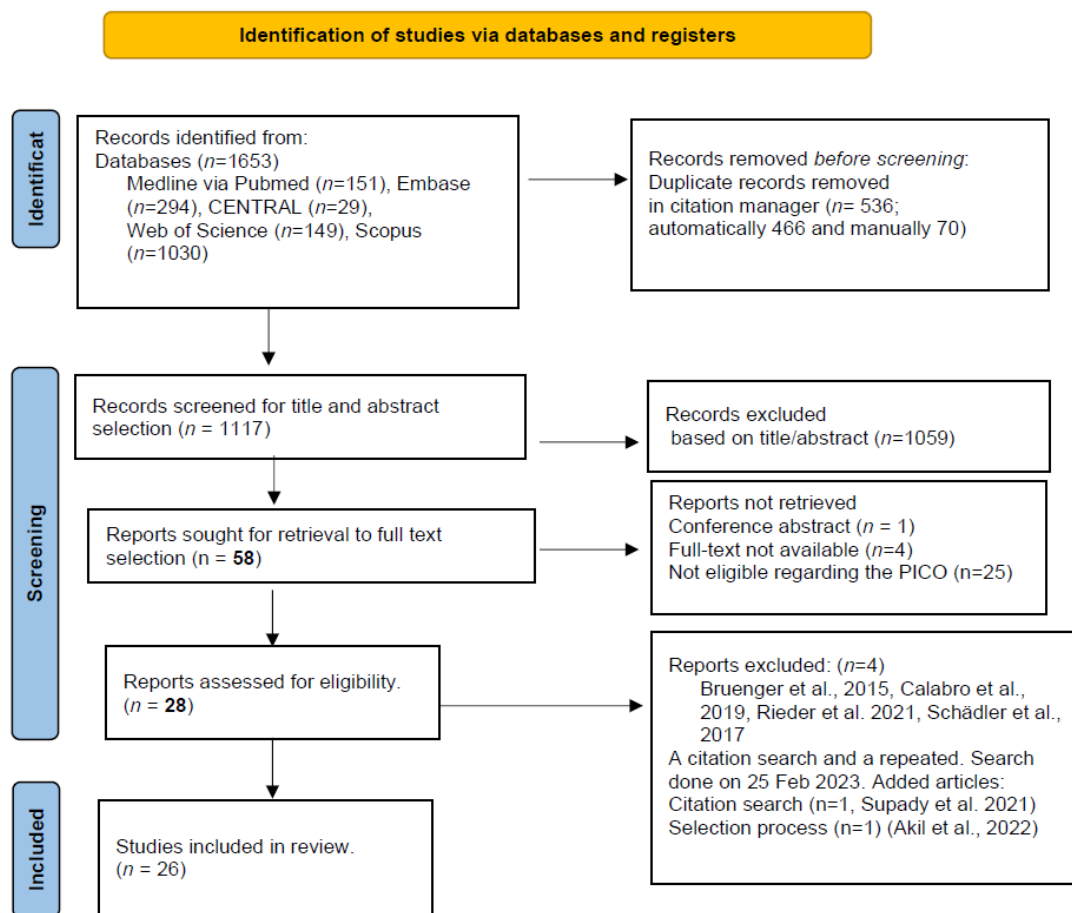 Identification of studies via databases and registers
Identificat
Records identified from:
Databases (n=1653)
Medline via Pubmed (n=151), Embase
(n=294), CENTRAL (n=29),
Web of Science (n=149), Scopus
(n=1030)
Records removed before screening:
Duplicate records removed
in citation manager (n= 536;
automatically 466 and manually 70)
Screening
Records screened for title and abstract
selection (n = 1117)
Records excluded
based on title/abstract (n=1059)
Reports sought for retrieval to full text
selection (n = 58)
Reports not retrieved
Conference abstract (n = 1)
Full-text not available (n=4)
Not eligible regarding the PICO (n=25)
Reports assessed for eligibility.
(n = 28)
Reports excluded: (n=4)
Bruenger et al., 2015, Calabro et al.,
2019, Rieder et al. 2021, Schädler et al.,
2017
A citation search and a repeated. Search
done on 25 Feb 2023. Added articles:
Citation search (n=1, Supady et al. 2021)
Selection process (n=1) (Akil et al., 2022)
Included
Studies included in review.
(n = 26)